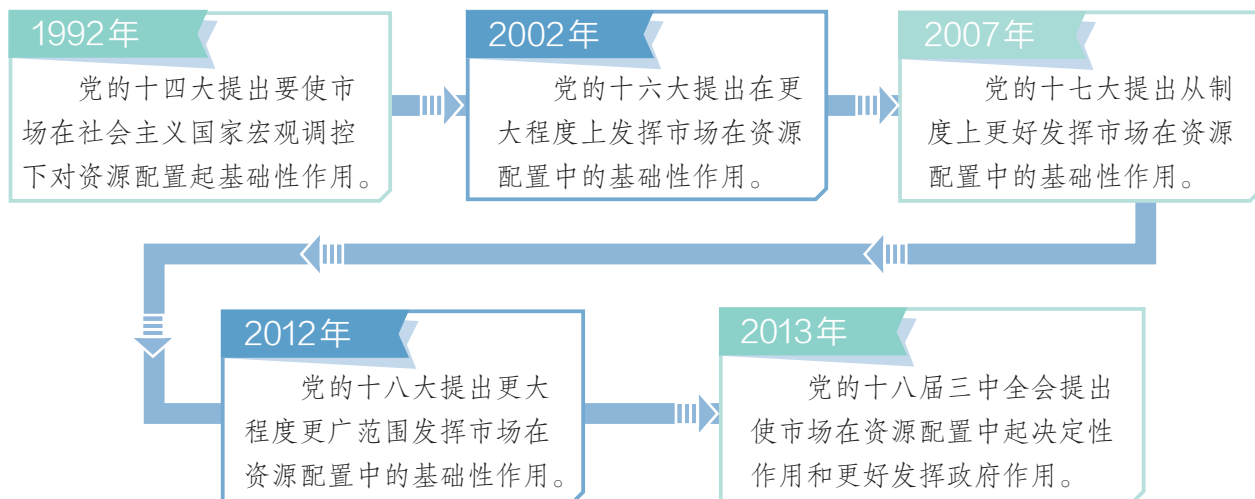 1992年
党的十四大提出要使市
场在社会主义国家宏观调控
下对资源配置起基础性作用。
2002年
党的十六大提出在更
大程度上发挥市场在资源
配置中的基础性作用。
2007年
党的十七大提出从制
度上更好发挥市场在资源
配置中的基础性作用。
2012年
党的十八大提出更大
程度更广范围发挥市场在
资源配置中的基础性作用。
2013年
党的十八届三中全会提出
使市场在资源配置中起决定性
作用和更好发挥政府作用。